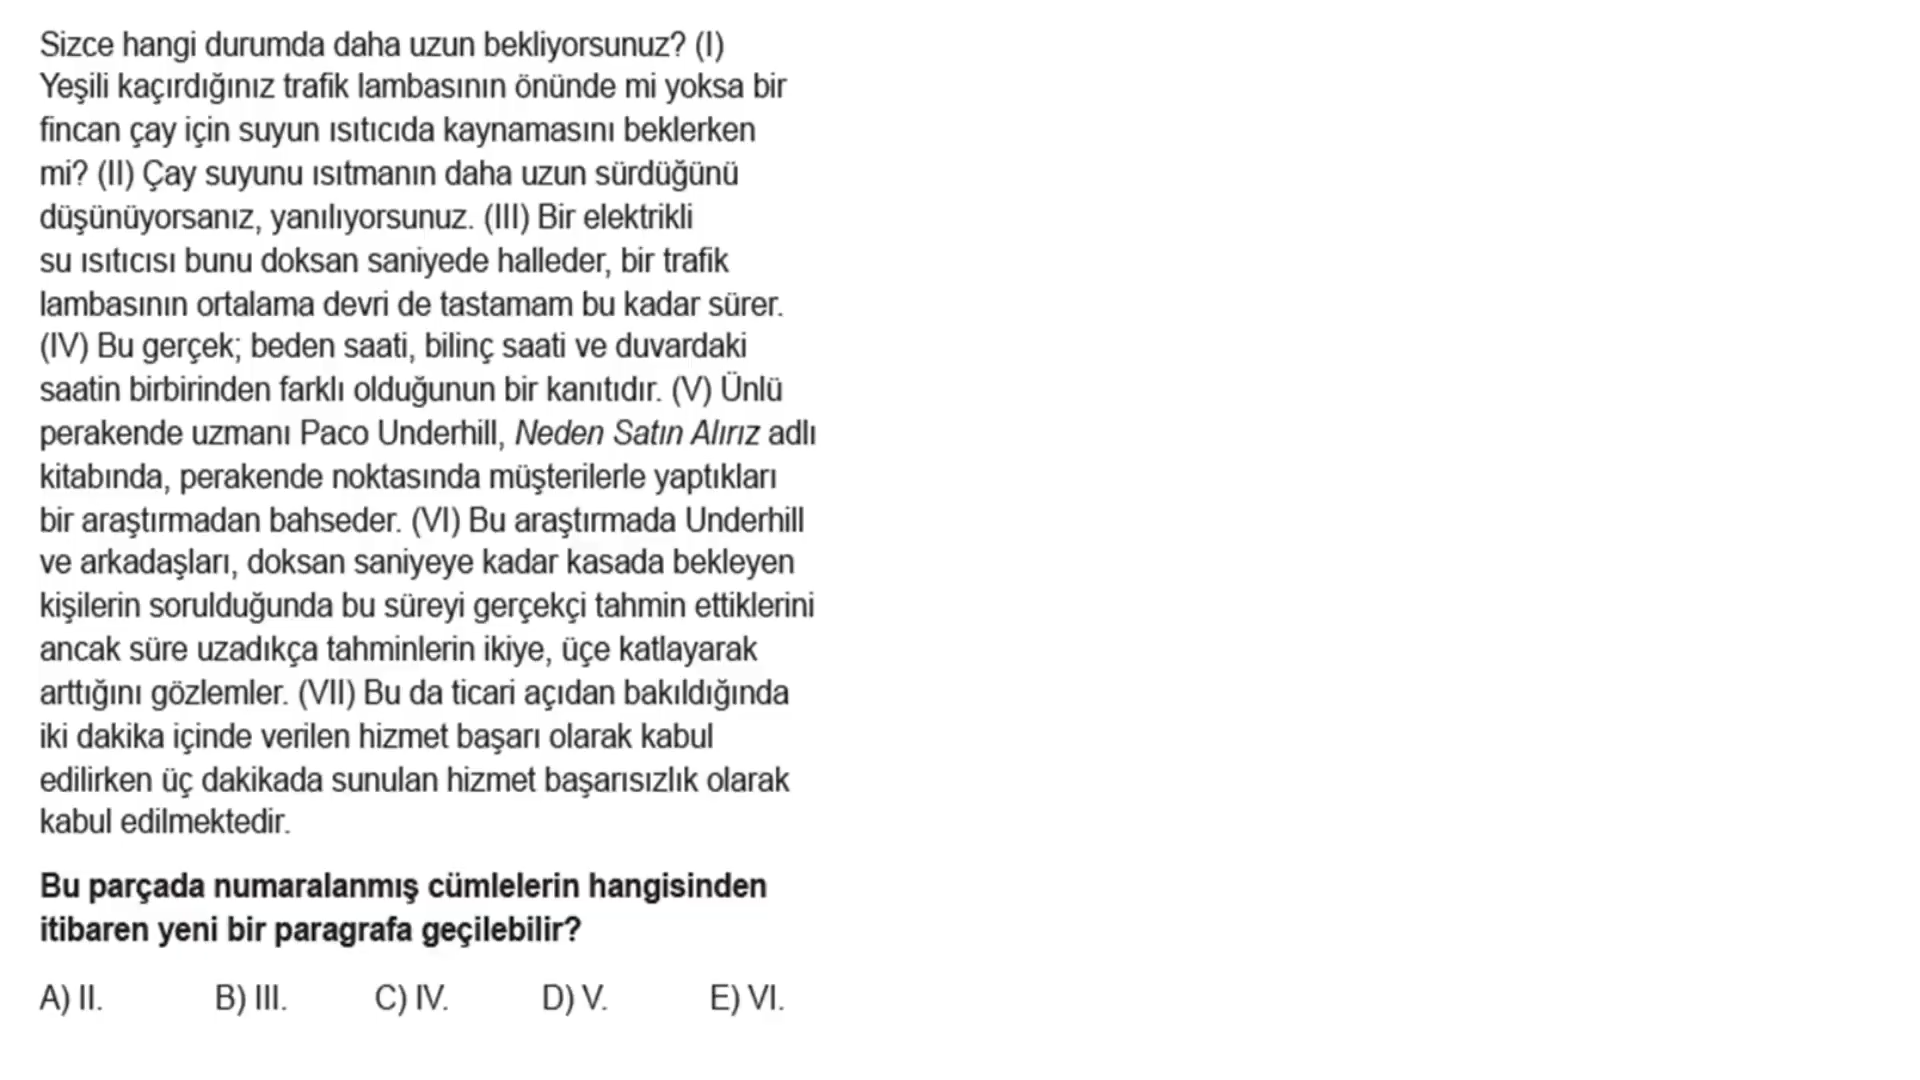 Sizce hangi durumda daha uzun bekliyorsunuz? (I)
Yeşili kaçırdığınız trafik lambasının önünde mi yoksa bir
fincan çay için suyun ısıtıcıda kaynamasını beklerken
mi? (II) Çay suyunu ısıtmanın daha uzun sürdüğünü
düşünüyorsanız, yanılıyorsunuz. (III) Bir elektrikli
su ısıtıcısı bunu doksan saniyede halleder, bir trafik
lambasının ortalama devri de tastamam bu kadar sürer.
(IV) Bu gerçek; beden saati, bilinç saati ve duvardaki
saatin birbirinden farklı olduğunun bir kanıtıdır. (V) Ünlü
perakende uzmanı Paco Underhill, Neden Satın Alırız adlı
kitabında, perakende noktasında müşterilerle yaptıkları
bir araştırmadan bahseder. (VI) Bu araştırmada Underhill
ve arkadaşları, doksan saniyeye kadar kasada bekleyen
kişilerin sorulduğunda bu süreyi gerçekçi tahmin ettiklerini
ancak süre uzadıkça tahminlerin ikiye, üçe katlayarak
arttığını gözlemler. (VII) Bu da ticari açıdan bakıldığında
iki dakika içinde verilen hizmet başarı olarak kabul
edilirken üç dakikada sunulan hizmet başarısızlık olarak
kabul edilmektedir.
Bu parçada numaralanmış cümlelerin hangisinden
itibaren yeni bir paragrafa geçilebilir?
A) II. B) III. C) IV. D) V. E) VI.